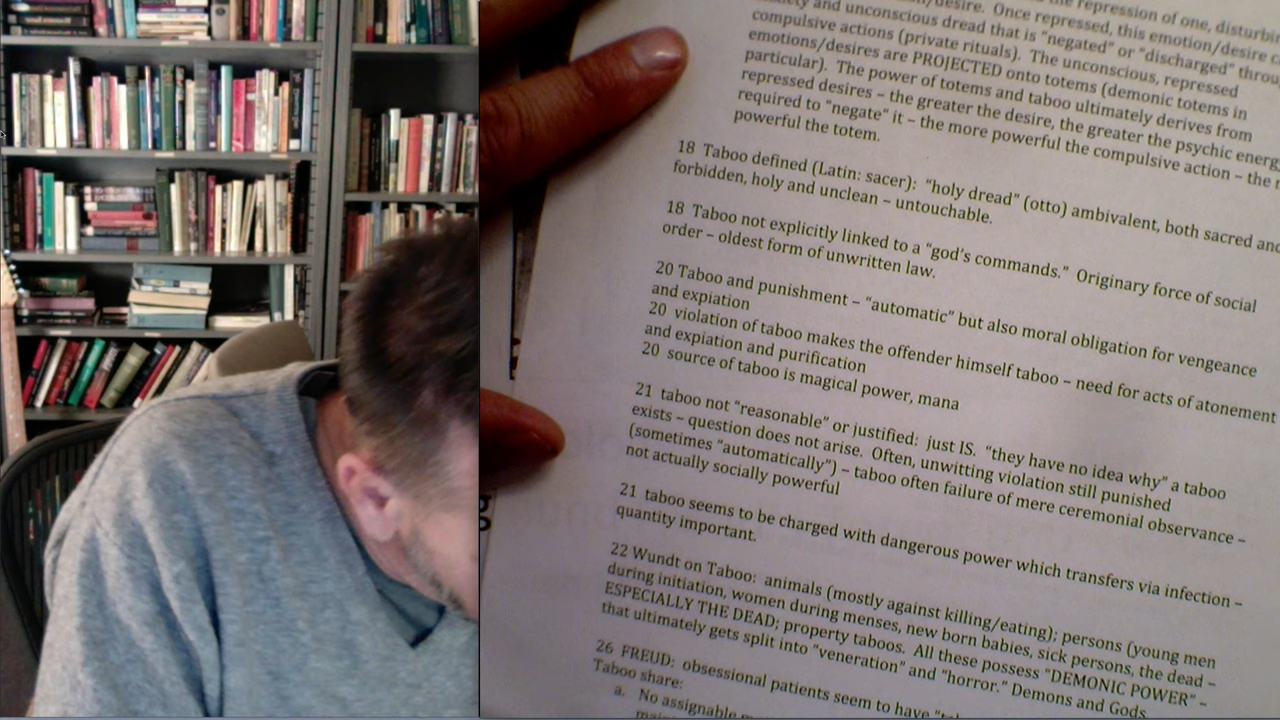 the repression of one, disturbi
and unconscious dread that is "negated" or "discharged" throu
compulsive actions (private rituals). The unconscious, repressed
emotions/desires are PROJECTED onto totems (demonic totems in
particular). The power of totems and taboo ultimately derives from
repressed desires – the greater the desire, the greater the psychic energ
required to "negate" it – the more powerful the compulsive action – the
powerful the totem.
18 Taboo defined (Latin: sacer): "holy dread" (otto) ambivalent, both sacred and
forbidden, holy and unclean – untouchable.
18 Taboo not explicitly linked to a "god's commands." Originary force of social
order – oldest form of unwritten law.
20 Taboo and punishment – "automatic" but also moral obligation for vengeance
and expiation
20 violation of taboo makes the offender himself taboo – need for acts of atonement
and expiation and purification
20 source of taboo is magical power, mana
21 taboo not "reasonable" or justified: just IS. "they have no idea why" a taboo
exists – question does not arise. Often, unwitting violation still punished
(sometimes "automatically") – taboo often failure of mere ceremonial observance –
not actually socially powerful
21 taboo seems to be charged with dangerous power which transfers via infection –
quantity important.
22 Wundt on Taboo: animals (mostly against killing/eating); persons (young men
during initiation, women during menses, new born babies, sick persons, the dead –
ESPECIALLY THE DEAD; property taboos. All these possess "DEMONIC POWER" –
that ultimately gets split into "veneration" and "horror." Demons and Gods
26 FREUD: obsessional patients seem to have
Taboo share:
a. No assignable